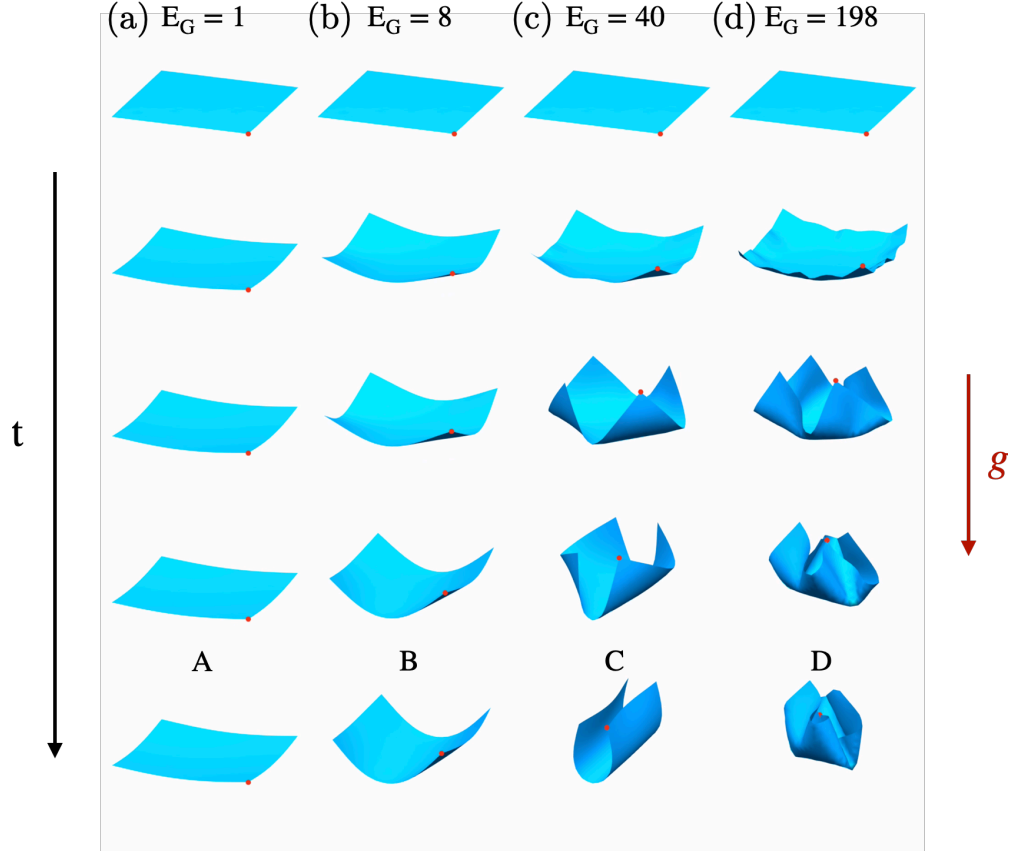 (a) E_G = 1 (b) E_G = 8 (c) E_G = 40 (d) E_G = 198
t
g
A B C D